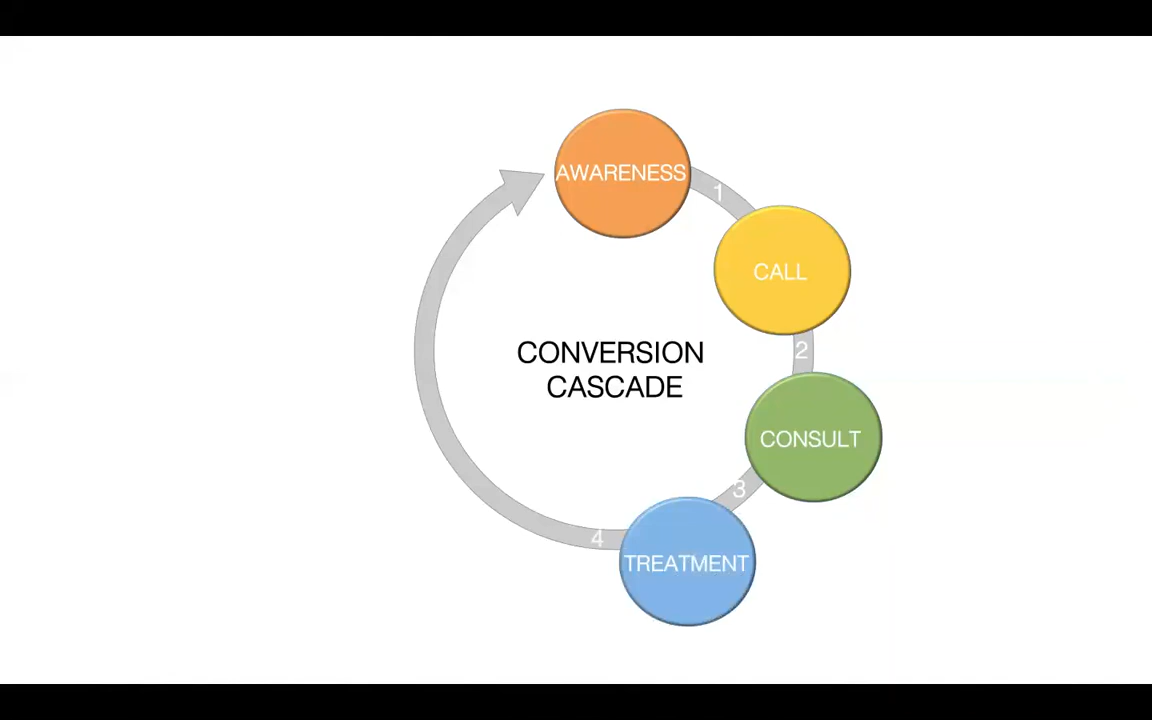 AWARENESS
1
CALL
2
CONVERSION
CASCADE
CONSULT
3
4
TREATMENT